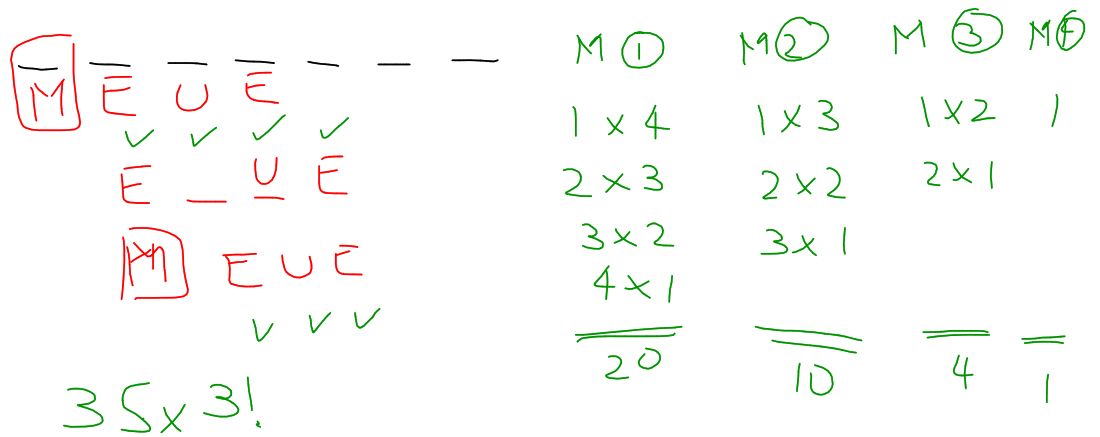 M ① M ② M ③ M ④
M E U E
✓ ✓ ✓ ✓
E _ U E
M E U E
✓ ✓ ✓
1 x 4 1 x 3 1 x 2 1
2 x 3 2 x 2 2 x 1
3 x 2 3 x 1
4 x 1
20 10 4 1
35 x 3!